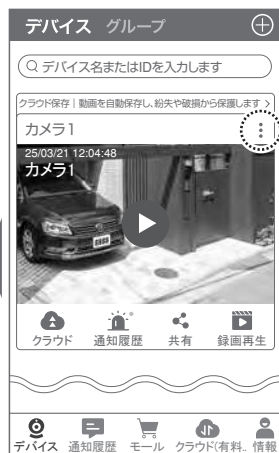 デバイス グループ
デバイス名またはIDを入力します
クラウド保存｜動画を自動保存し、紛失や破損から保護します >
カメラ1
25/03/21 12:04:48
カメラ1
クラウド 通知履歴 共有 録画再生
デバイス 通知履歴 モール クラウド(有料.. 情報